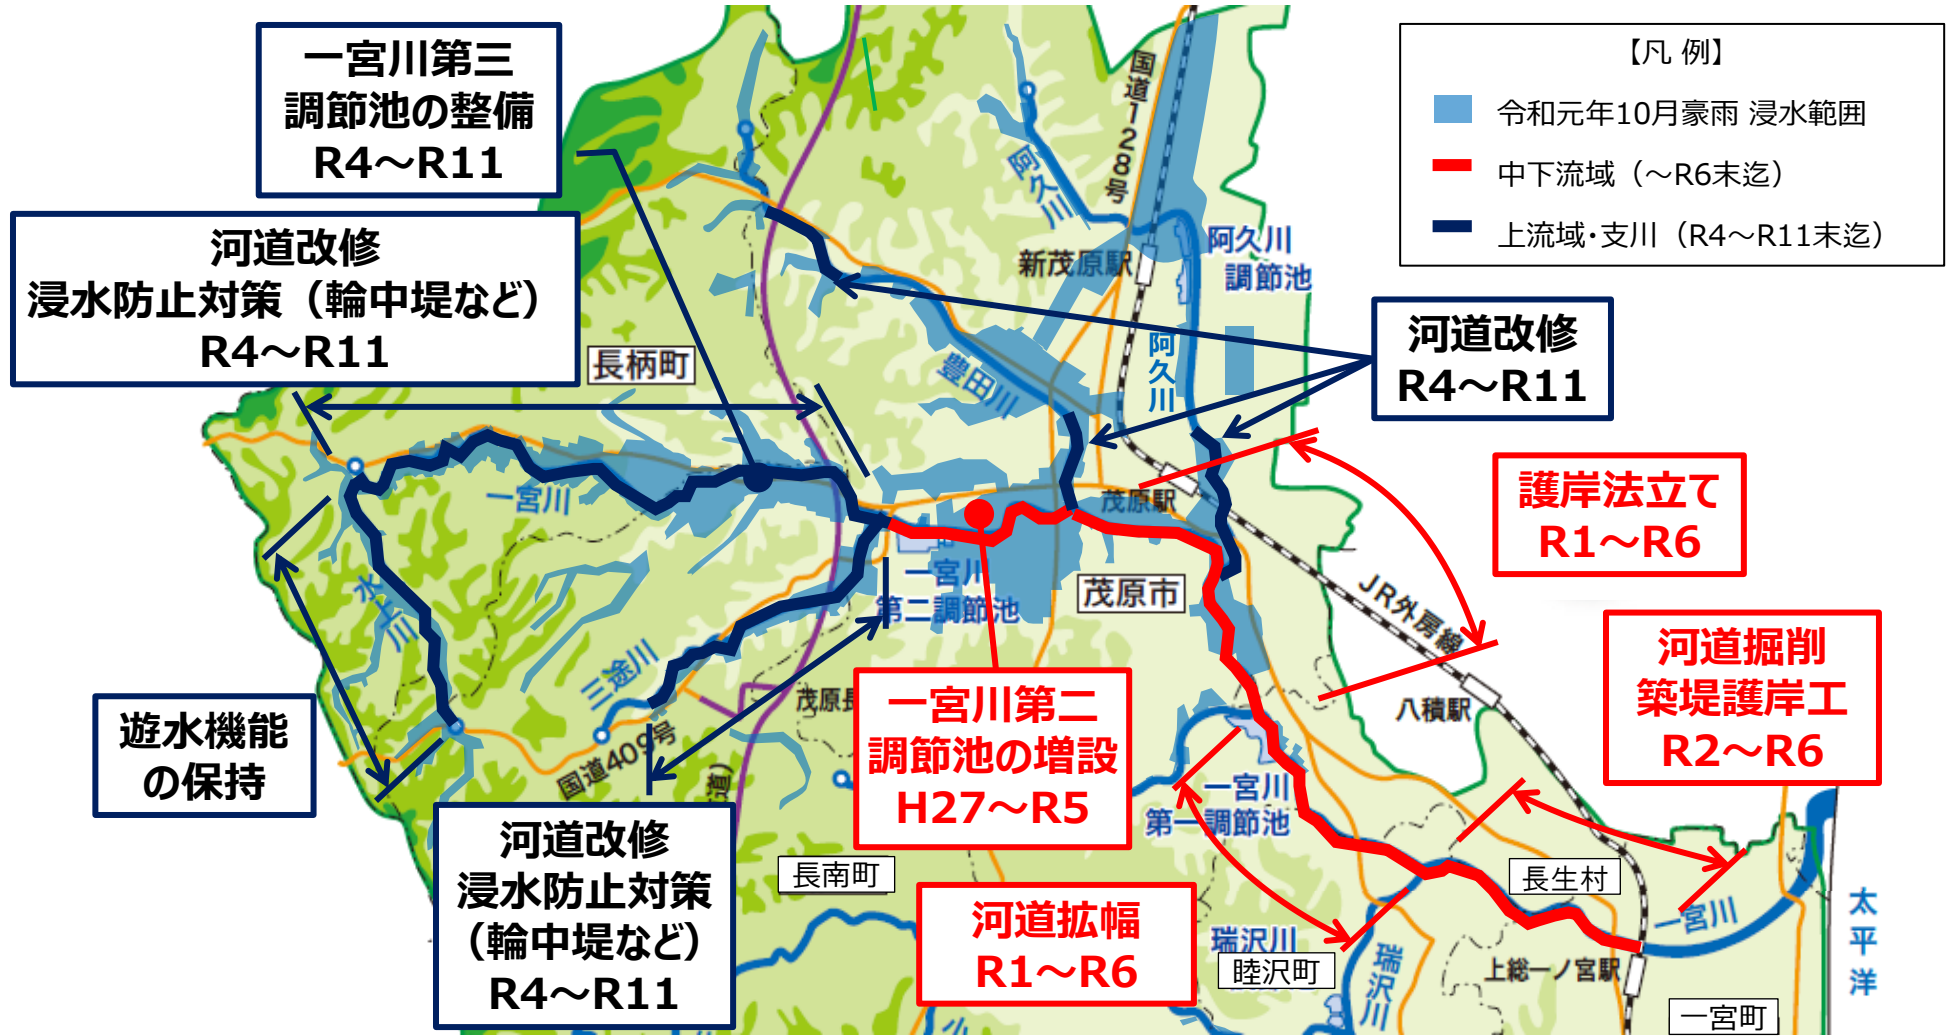 一宮川第三
調節池の整備
R4～R11
河道改修
浸水防止対策（輪中堤など）
R4～R11
【凡 例】
令和元年10月豪雨 浸水範囲
中下流域（～R6末迄）
上流域・支川（R4～R11末迄）
国道128号
阿久川
新茂原駅
阿久川
調節池
阿久川
河道改修
R4～R11
長柄町
豊田川
一宮川
茂原駅
護岸法立て
R1～R6
一宮川
第二調節池
茂原市
JR外房線
水上川
三途川
河道掘削
築堤護岸工
R2～R6
八積駅
遊水機能
の保持
茂原長
一宮川第二
調節池の増設
H27～R5
国道409号
道）
一宮川
第一調節池
河道改修
浸水防止対策
（輪中堤など）
R4～R11
長南町
長生村
河道拡幅
R1～R6
一宮川
太平洋
瑞沢川
睦沢町
瑞沢川
上総一ノ宮駅
一宮町
小